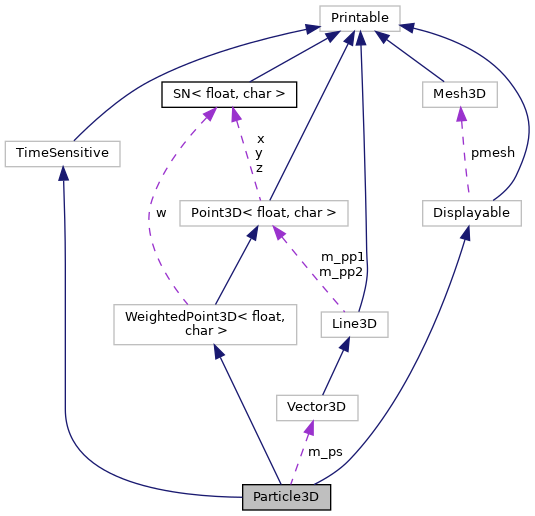 Printable
SN< float, char >
Mesh3D
x
y
z
TimeSensitive
pmesh
w
Point3D< float, char >
Displayable
m_pp1
m_pp2
WeightedPoint3D< float,
char >
Line3D
Vector3D
m_ps
Particle3D